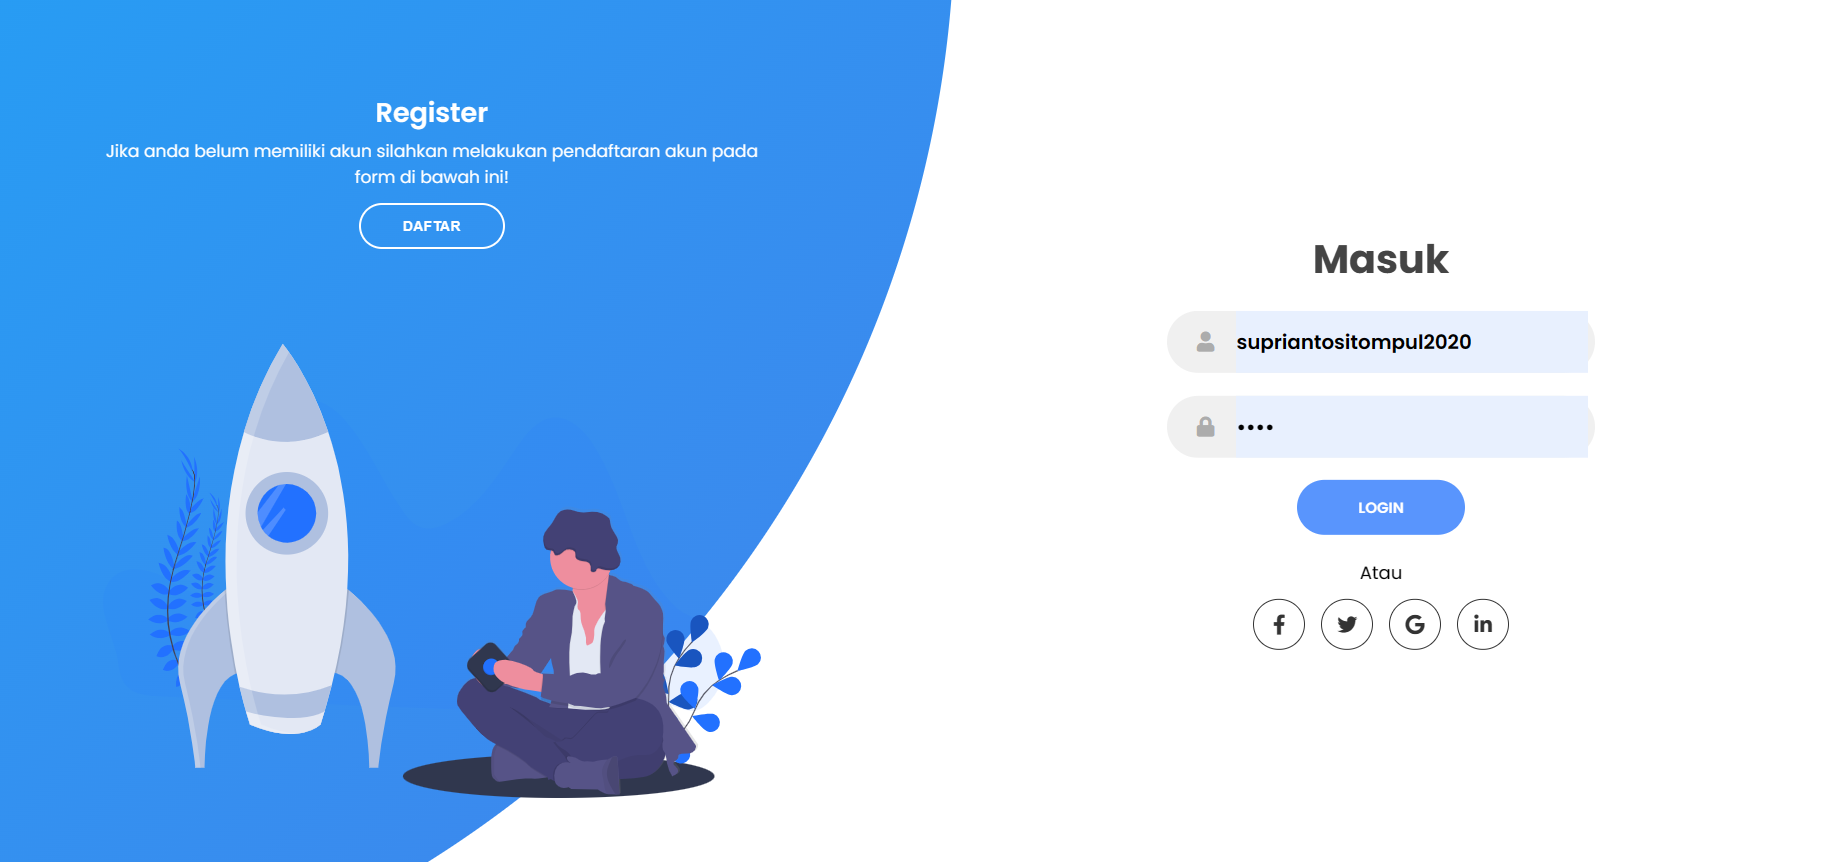 Register
Jika anda belum memiliki akun silahkan melakukan pendaftaran akun pada
form di bawah ini!
DAFTAR
Masuk
supriantositompul2020
••••
LOGIN
Atau